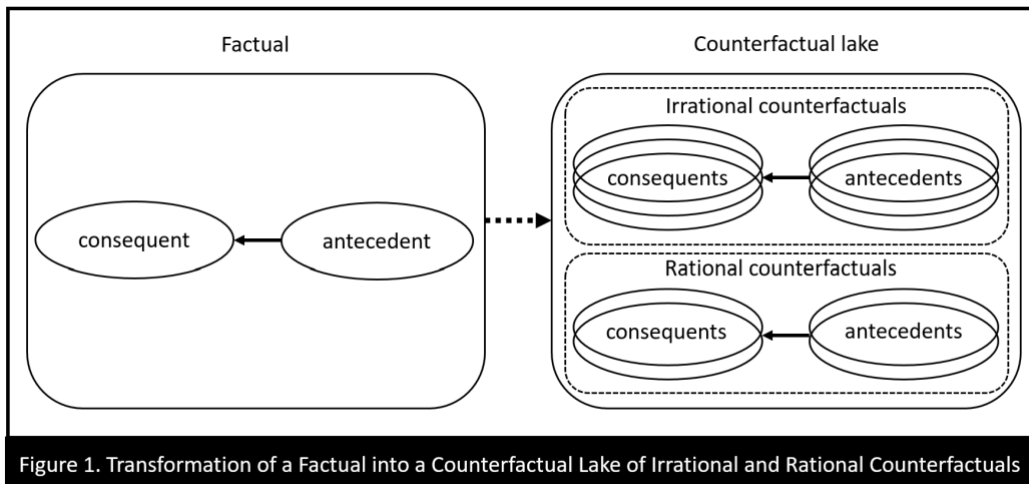 Factual
Counterfactual lake
Irrational counterfactuals
consequent
antecedent
consequents
antecedents
Rational counterfactuals
consequents
antecedents
Figure 1. Transformation of a Factual into a Counterfactual Lake of Irrational and Rational Counterfactuals